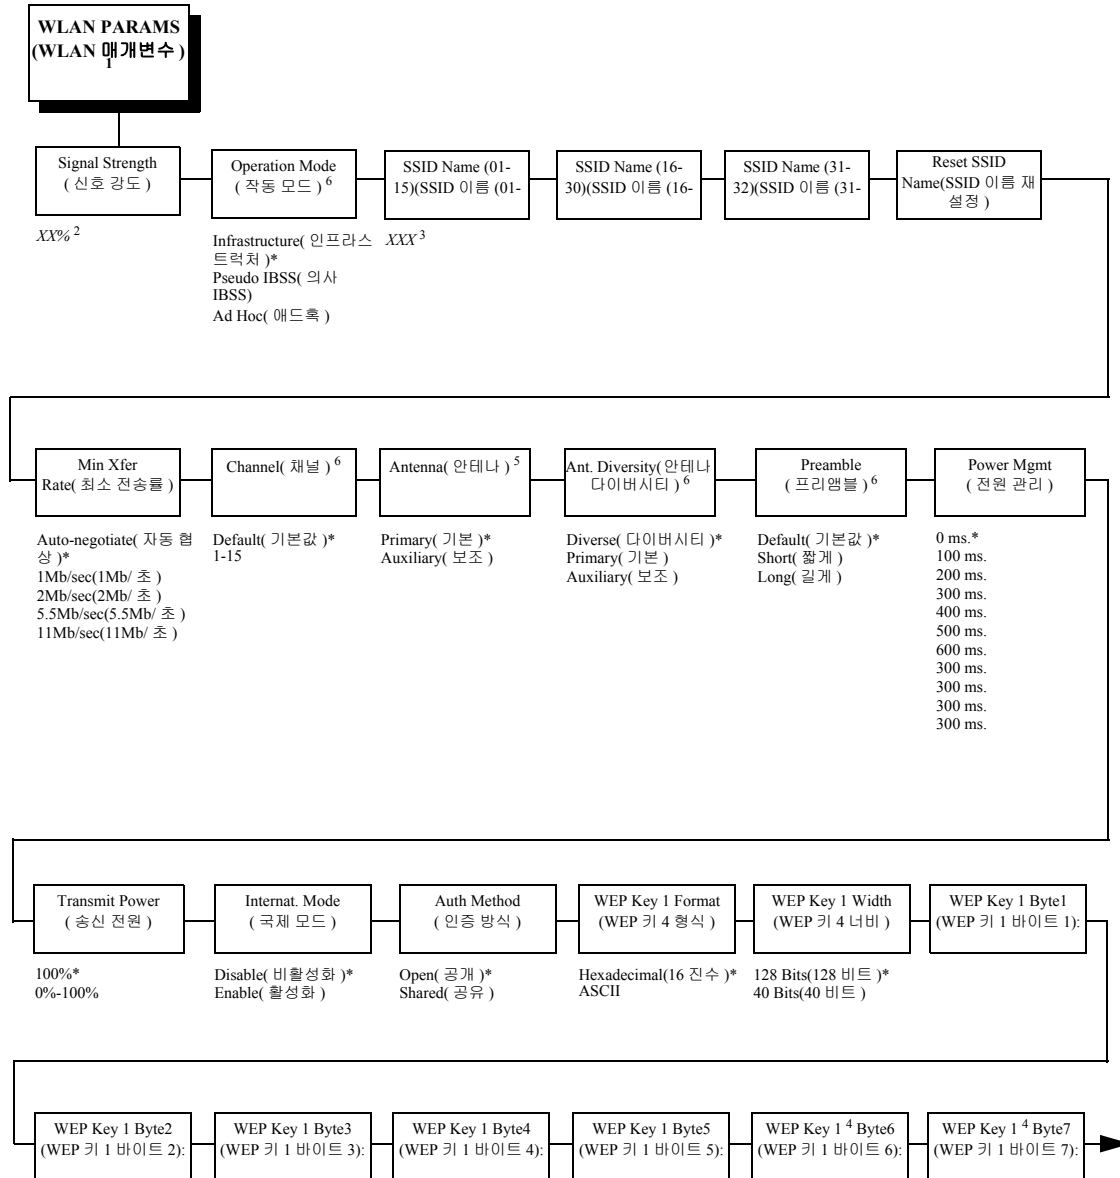 WLAN PARAMS
(WLAN 매개변수 )
1
Signal Strength
( 신호 강도 )
XX% 2
Operation Mode
( 작동 모드 ) 6
Infrastructure( 인프라스
트럭처 )*
Pseudo IBSS( 의사
IBSS)
Ad Hoc( 애드혹 )
SSID Name (01-
15)(SSID 이름 (01-
XXX 3
SSID Name (16-
30)(SSID 이름 (16-
SSID Name (31-
32)(SSID 이름 (31-
Reset SSID
Name(SSID 이름 재
설정 )
Min Xfer
Rate( 최소 전송률 )
Auto-negotiate( 자동 협
상 )*
1Mb/sec(1Mb/ 초 )
2Mb/sec(2Mb/ 초 )
5.5Mb/sec(5.5Mb/ 초 )
11Mb/sec(11Mb/ 초 )
Channel( 채널 ) 6
Default( 기본값 )*
1-15
Antenna( 안테나 ) 5
Primary( 기본 )*
Auxiliary( 보조 )
Ant. Diversity( 안테나
다이버시티 ) 6
Diverse( 다이버시티 )*
Primary( 기본 )
Auxiliary( 보조 )
Preamble
( 프리앰블 ) 6
Default( 기본값 )*
Short( 짧게 )
Long( 길게 )
Power Mgmt
( 전원 관리 )
0 ms.*
100 ms.
200 ms.
300 ms.
400 ms.
500 ms.
600 ms.
300 ms.
300 ms.
300 ms.
300 ms.
Transmit Power
( 송신 전원 )
100%*
0%-100%
Internat. Mode
( 국제 모드 )
Disable( 비활성화 )*
Enable( 활성화 )
Auth Method
( 인증 방식 )
Open( 공개 )*
Shared( 공유 )
WEP Key 1 Format
(WEP 키 4 형식 )
Hexadecimal(16 진수 )*
ASCII
WEP Key 1 Width
(WEP 키 4 너비 )
128 Bits(128 비트 )*
40 Bits(40 비트 )
WEP Key 1 Byte1
(WEP 키 1 바이트 1):
WEP Key 1 Byte2
(WEP 키 1 바이트 2):
WEP Key 1 Byte3
(WEP 키 1 바이트 3):
WEP Key 1 Byte4
(WEP 키 1 바이트 4):
WEP Key 1 Byte5
(WEP 키 1 바이트 5):
WEP Key 1 4 Byte6
(WEP 키 1 바이트 6):
WEP Key 1 4 Byte7
(WEP 키 1 바이트 7):